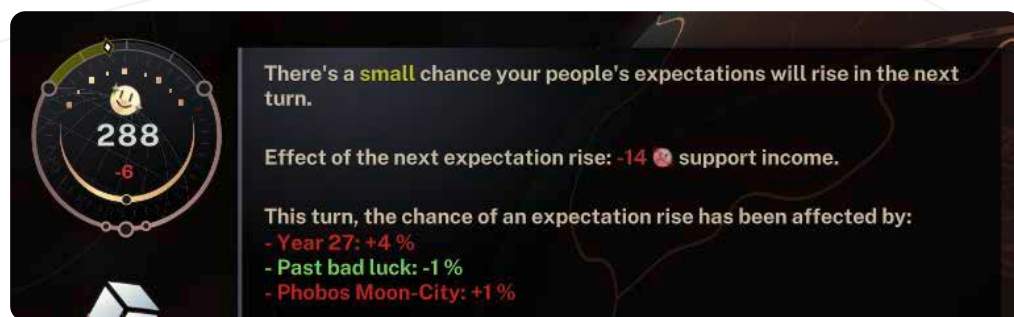 There's a small chance your people's expectations will rise in the next
turn.
288
-6
Effect of the next expectation rise: -14 support income.
This turn, the chance of an expectation rise has been affected by:
- Year 27: +4 %
- Past bad luck: -1 %
- Phobos Moon-City: +1 %